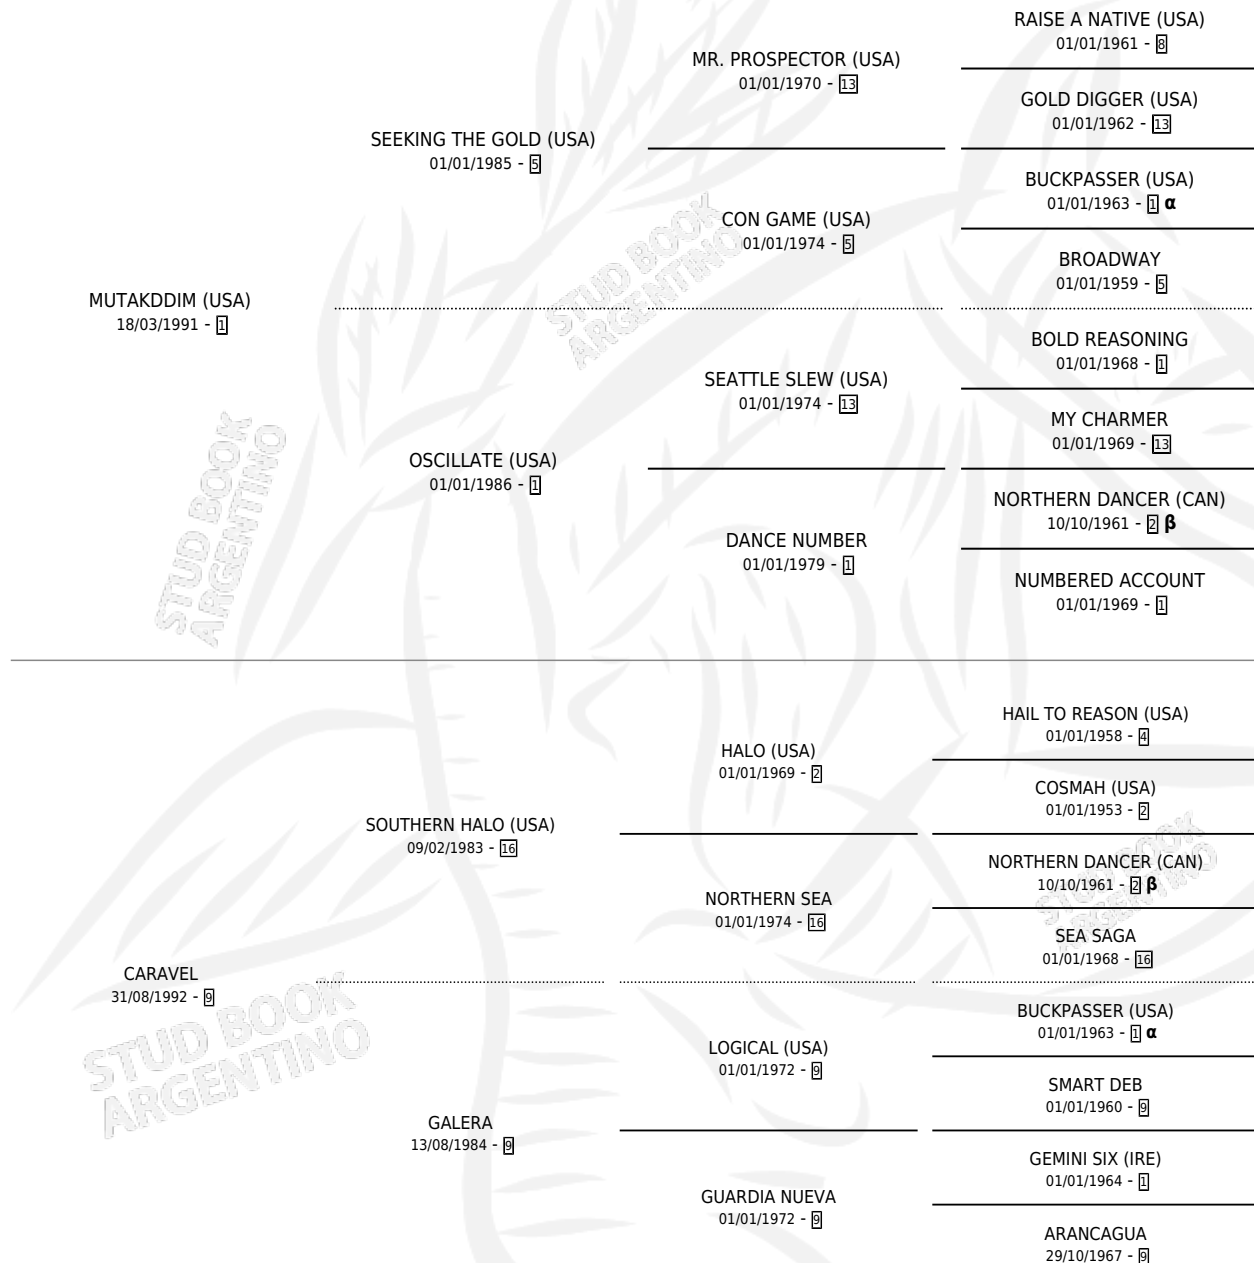 RAISE A NATIVE (USA)
01/01/1961 - 8
MR. PROSPECTOR (USA)
01/01/1970 - 13
GOLD DIGGER (USA)
01/01/1962 - 13
SEEKING THE GOLD (USA)
01/01/1985 - 5
BUCKPASSER (USA)
01/01/1963 - 1 α
CON GAME (USA)
01/01/1974 - 5
BROADWAY
01/01/1959 - 5
MUTAKDDIM (USA)
18/03/1991 - 1
BOLD REASONING
01/01/1968 - 1
SEATTLE SLEW (USA)
01/01/1974 - 13
MY CHARMER
01/01/1969 - 13
OSCILLATE (USA)
01/01/1986 - 1
NORTHERN DANCER (CAN)
10/10/1961 - 2 β
DANCE NUMBER
01/01/1979 - 1
NUMBERED ACCOUNT
01/01/1969 - 1
HAIL TO REASON (USA)
01/01/1958 - 4
HALO (USA)
01/01/1969 - 2
COSMAH (USA)
01/01/1953 - 2
SOUTHERN HALO (USA)
09/02/1983 - 16
NORTHERN DANCER (CAN)
10/10/1961 - 2 β
NORTHERN SEA
01/01/1974 - 16
SEA SAGA
01/01/1968 - 16
CARAVEL
31/08/1992 - 9
BUCKPASSER (USA)
01/01/1963 - 1 α
LOGICAL (USA)
01/01/1972 - 9
SMART DEB
01/01/1960 - 9
GALERA
13/08/1984 - 9
GEMINI SIX (IRE)
01/01/1964 - 1
GUARDIA NUEVA
01/01/1972 - 9
ARANCAGUA
29/10/1967 - 9
STUD BOOK
ARGENTINO
STUD BOOK
ARGENTINO
STUD BOOK
ARGENTINO
STUD BOOK
ARGENTINO